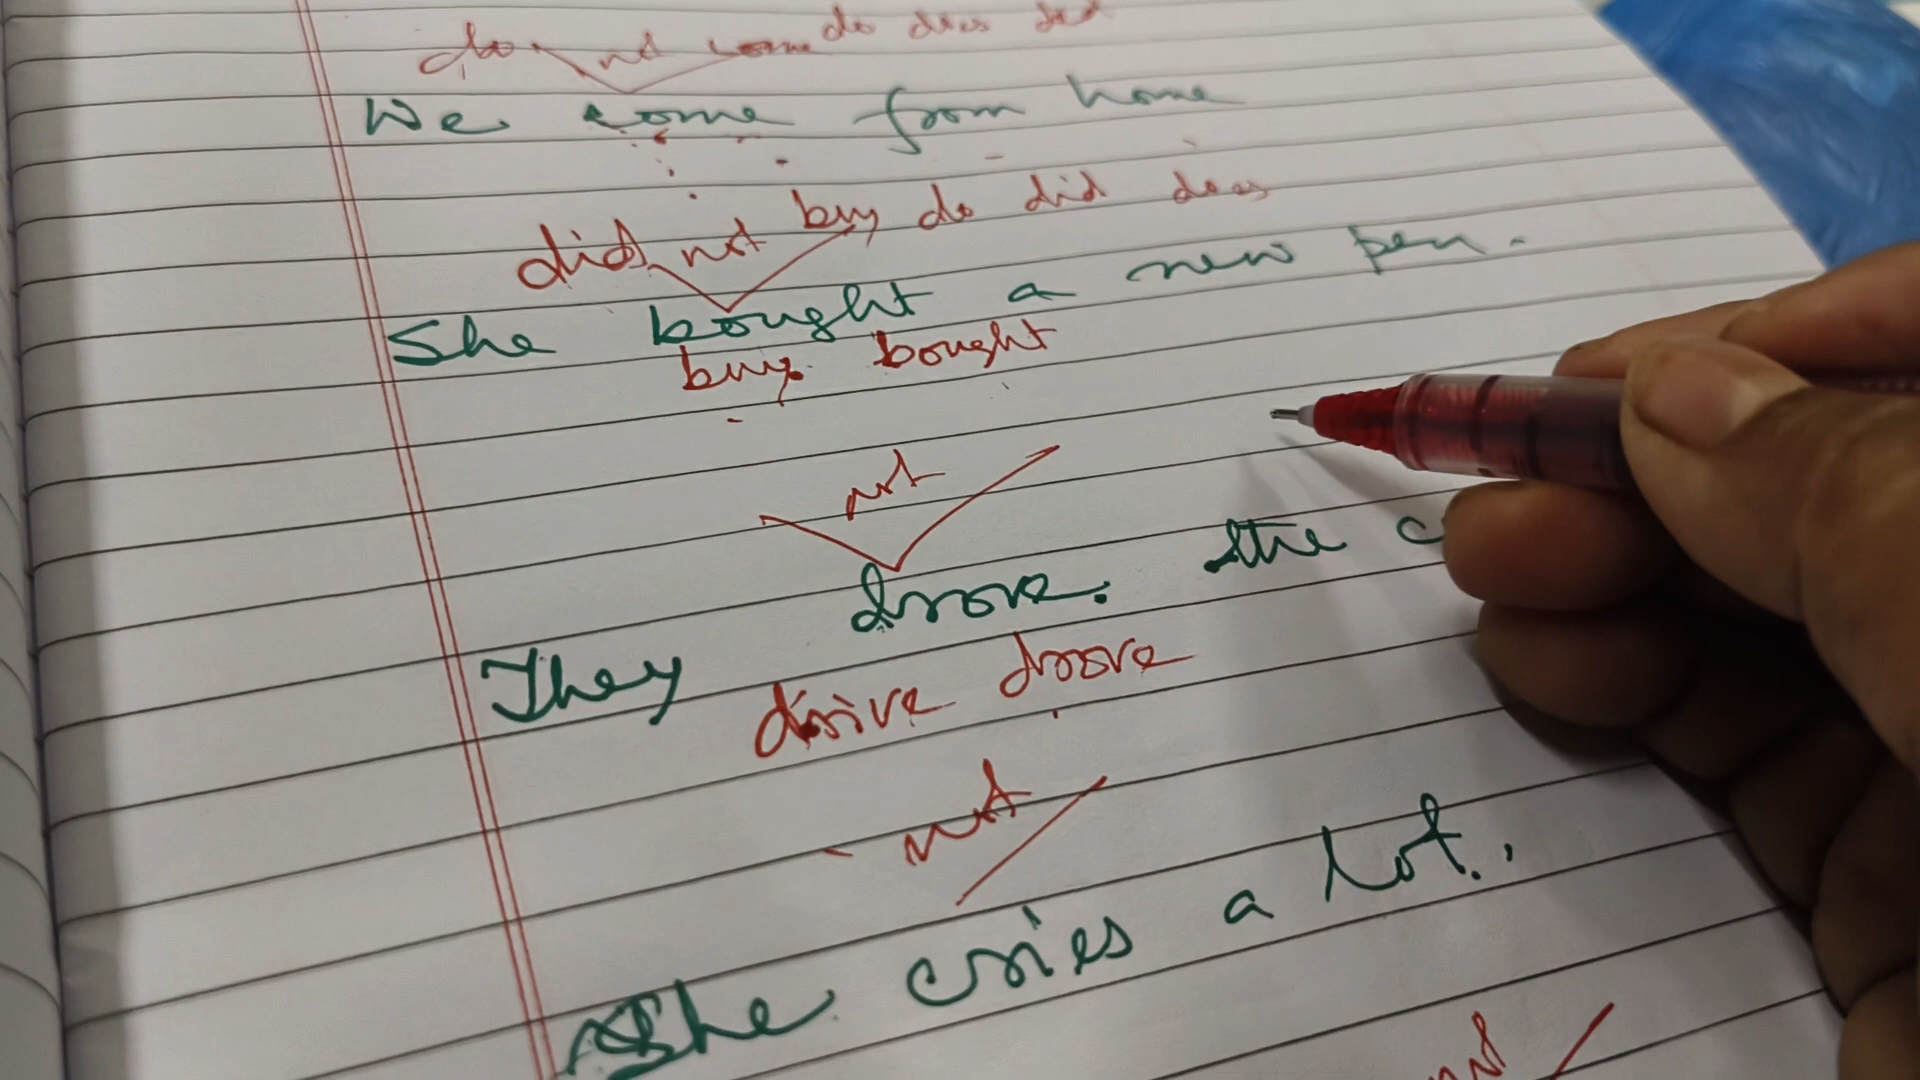 do not come do does did
We come from home
did not buy do did does
She bought a new pen.
buy bought
not
They drove. the c
drive drove
not
She cries a lot.
not